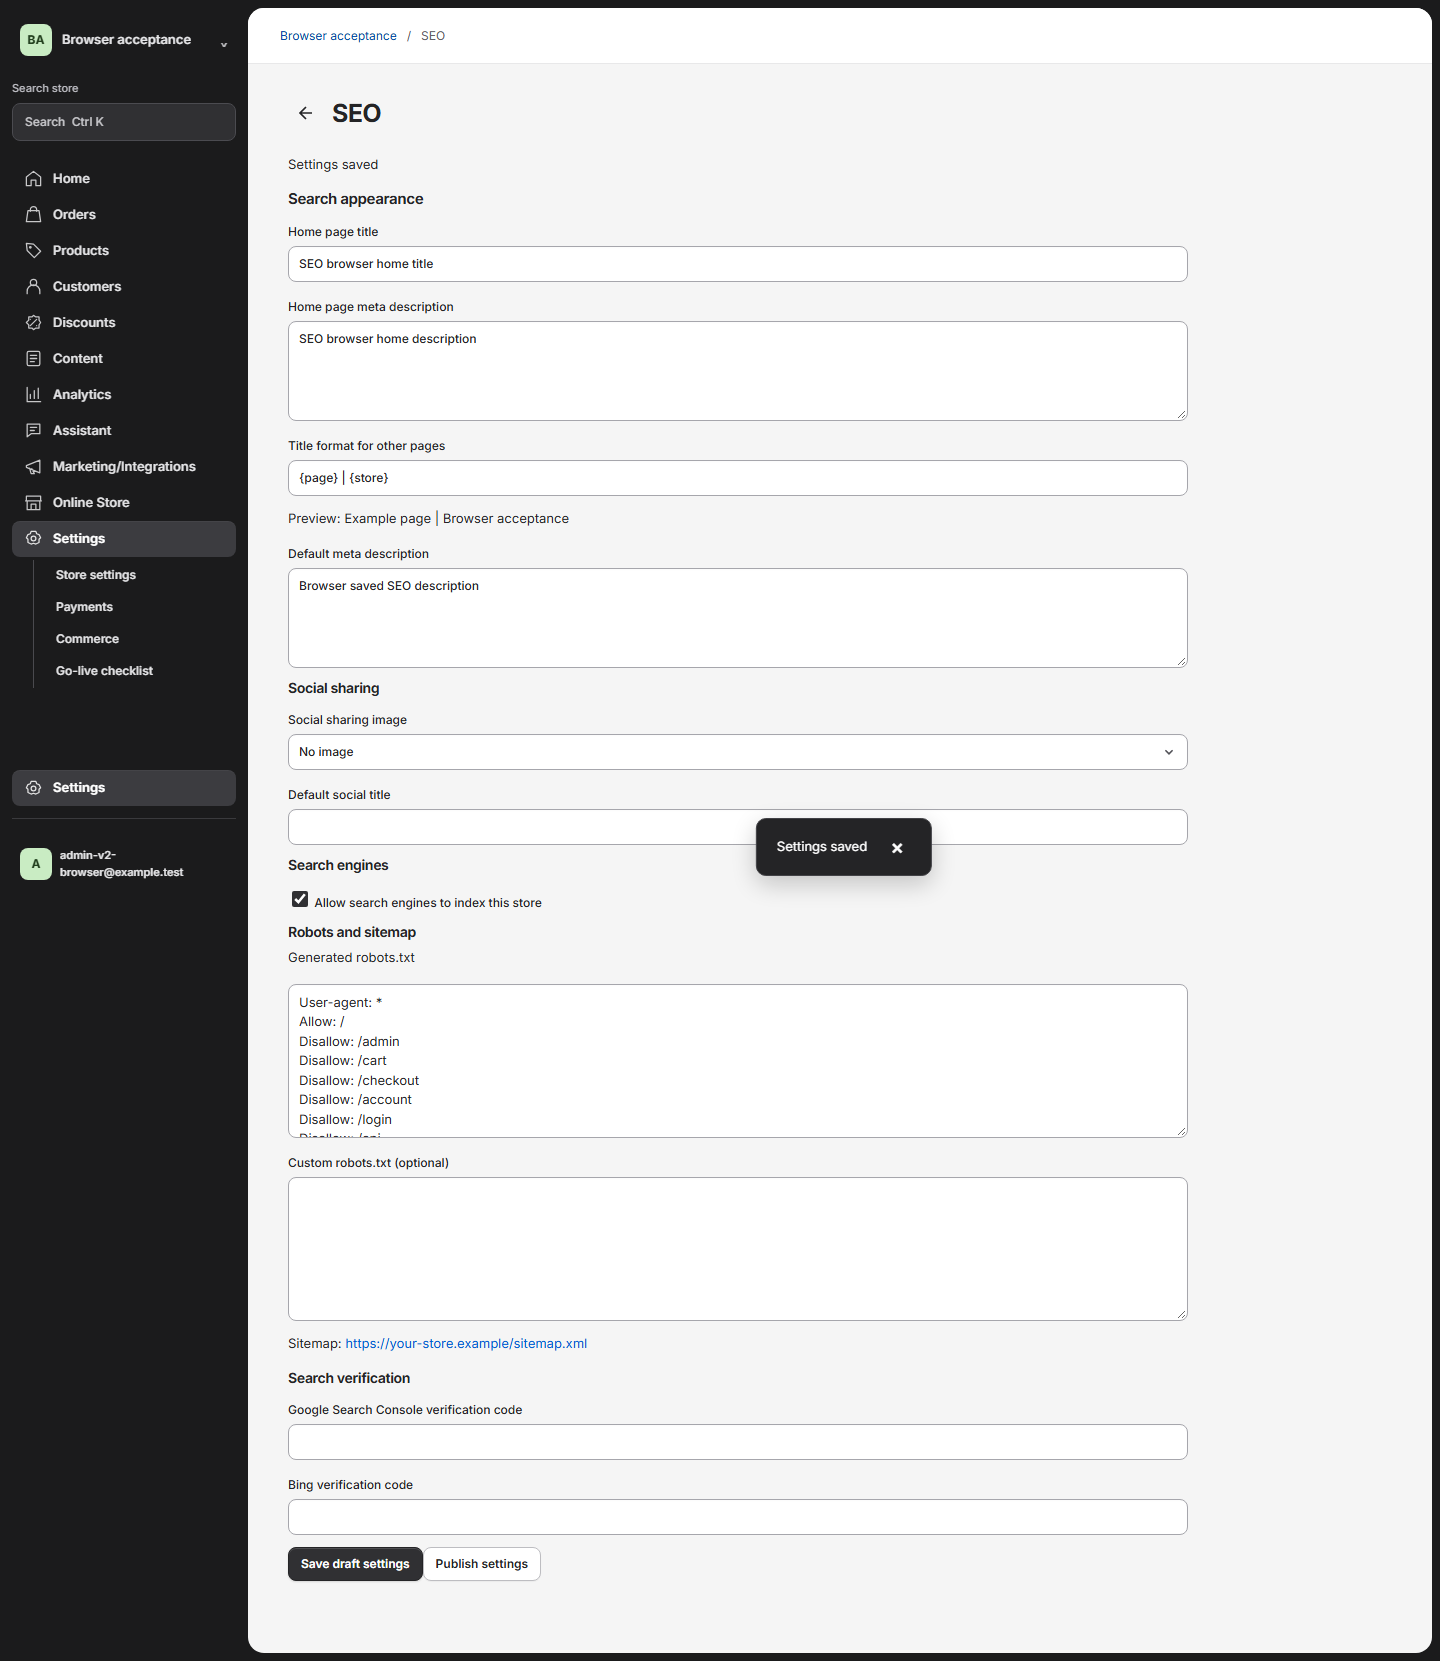 BA
Browser acceptance
Search store
Search Ctrl K
Home
Orders
Products
Customers
Discounts
Content
Analytics
Assistant
Marketing/Integrations
Online Store
Settings
Store settings
Payments
Commerce
Go-live checklist
Settings
A
admin-v2-
browser@example.test
Browser acceptance / SEO
SEO
Settings saved
Search appearance
Home page title
SEO browser home title
Home page meta description
SEO browser home description
Title format for other pages
{page} | {store}
Preview: Example page | Browser acceptance
Default meta description
Browser saved SEO description
Social sharing
Social sharing image
No image
Default social title
Settings saved
Search engines
Allow search engines to index this store
Robots and sitemap
Generated robots.txt
User-agent: *
Allow: /
Disallow: /admin
Disallow: /cart
Disallow: /checkout
Disallow: /account
Disallow: /login
Disallow: /api
Custom robots.txt (optional)
Sitemap: https://your-store.example/sitemap.xml
Search verification
Google Search Console verification code
Bing verification code
Save draft settings
Publish settings